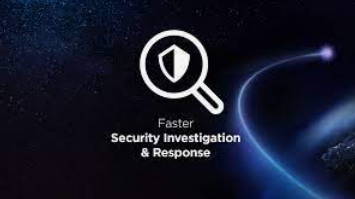 Faster
Security Investigation
& Response